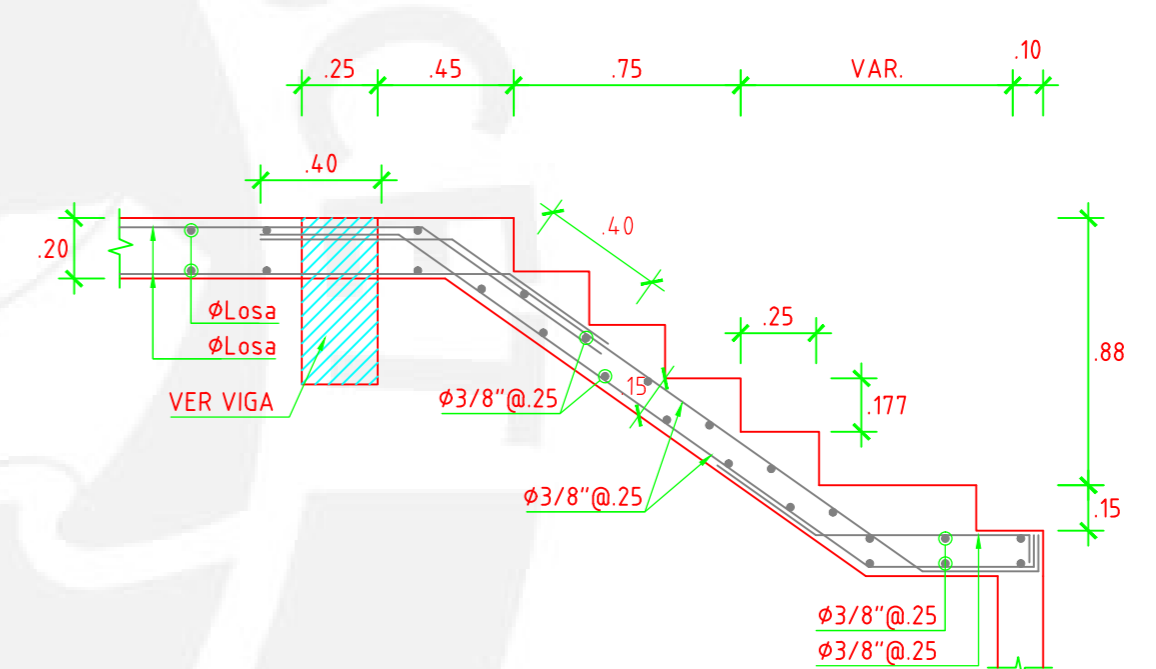 .25 .45 .75 VAR. .10
.40
.20
.40
ØLosa
ØLosa
VER VIGA
.25
.88
.177
Ø3/8"@.25
.15
Ø3/8"@.25
.15
Ø3/8"@.25
Ø3/8"@.25